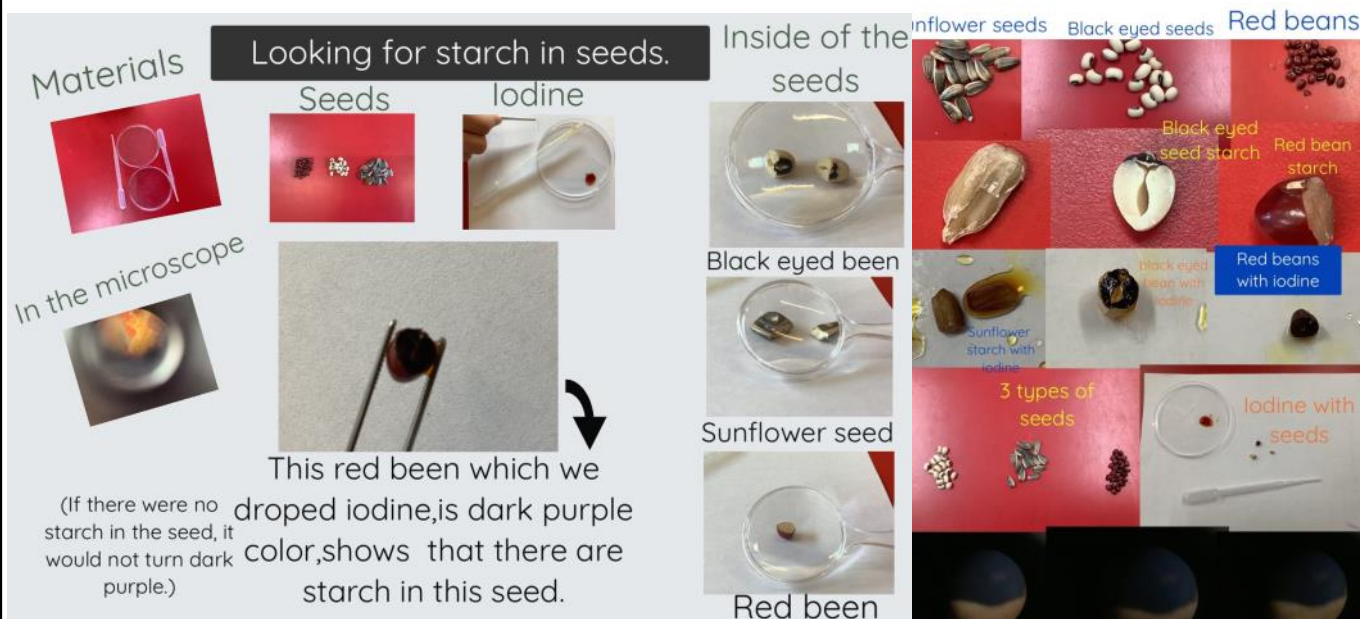 Looking for starch in seeds.
Materials
Seeds
Iodine
Inside of the
seeds
In the microscope
Black eyed been
Sunflower seed
Red been
This red been which we
droped iodine,is dark purple
color,shows that there are
starch in this seed.
(If there were no
starch in the seed, it
would not turn dark
purple.)
unflower seeds
Black eyed seeds
Red beans
Black eyed
seed starch
Red bean
starch
black eyed
bean with
iodine
Red beans
with iodine
Sunflower
starch with
iodine
3 types of
seeds
Iodine with
seeds